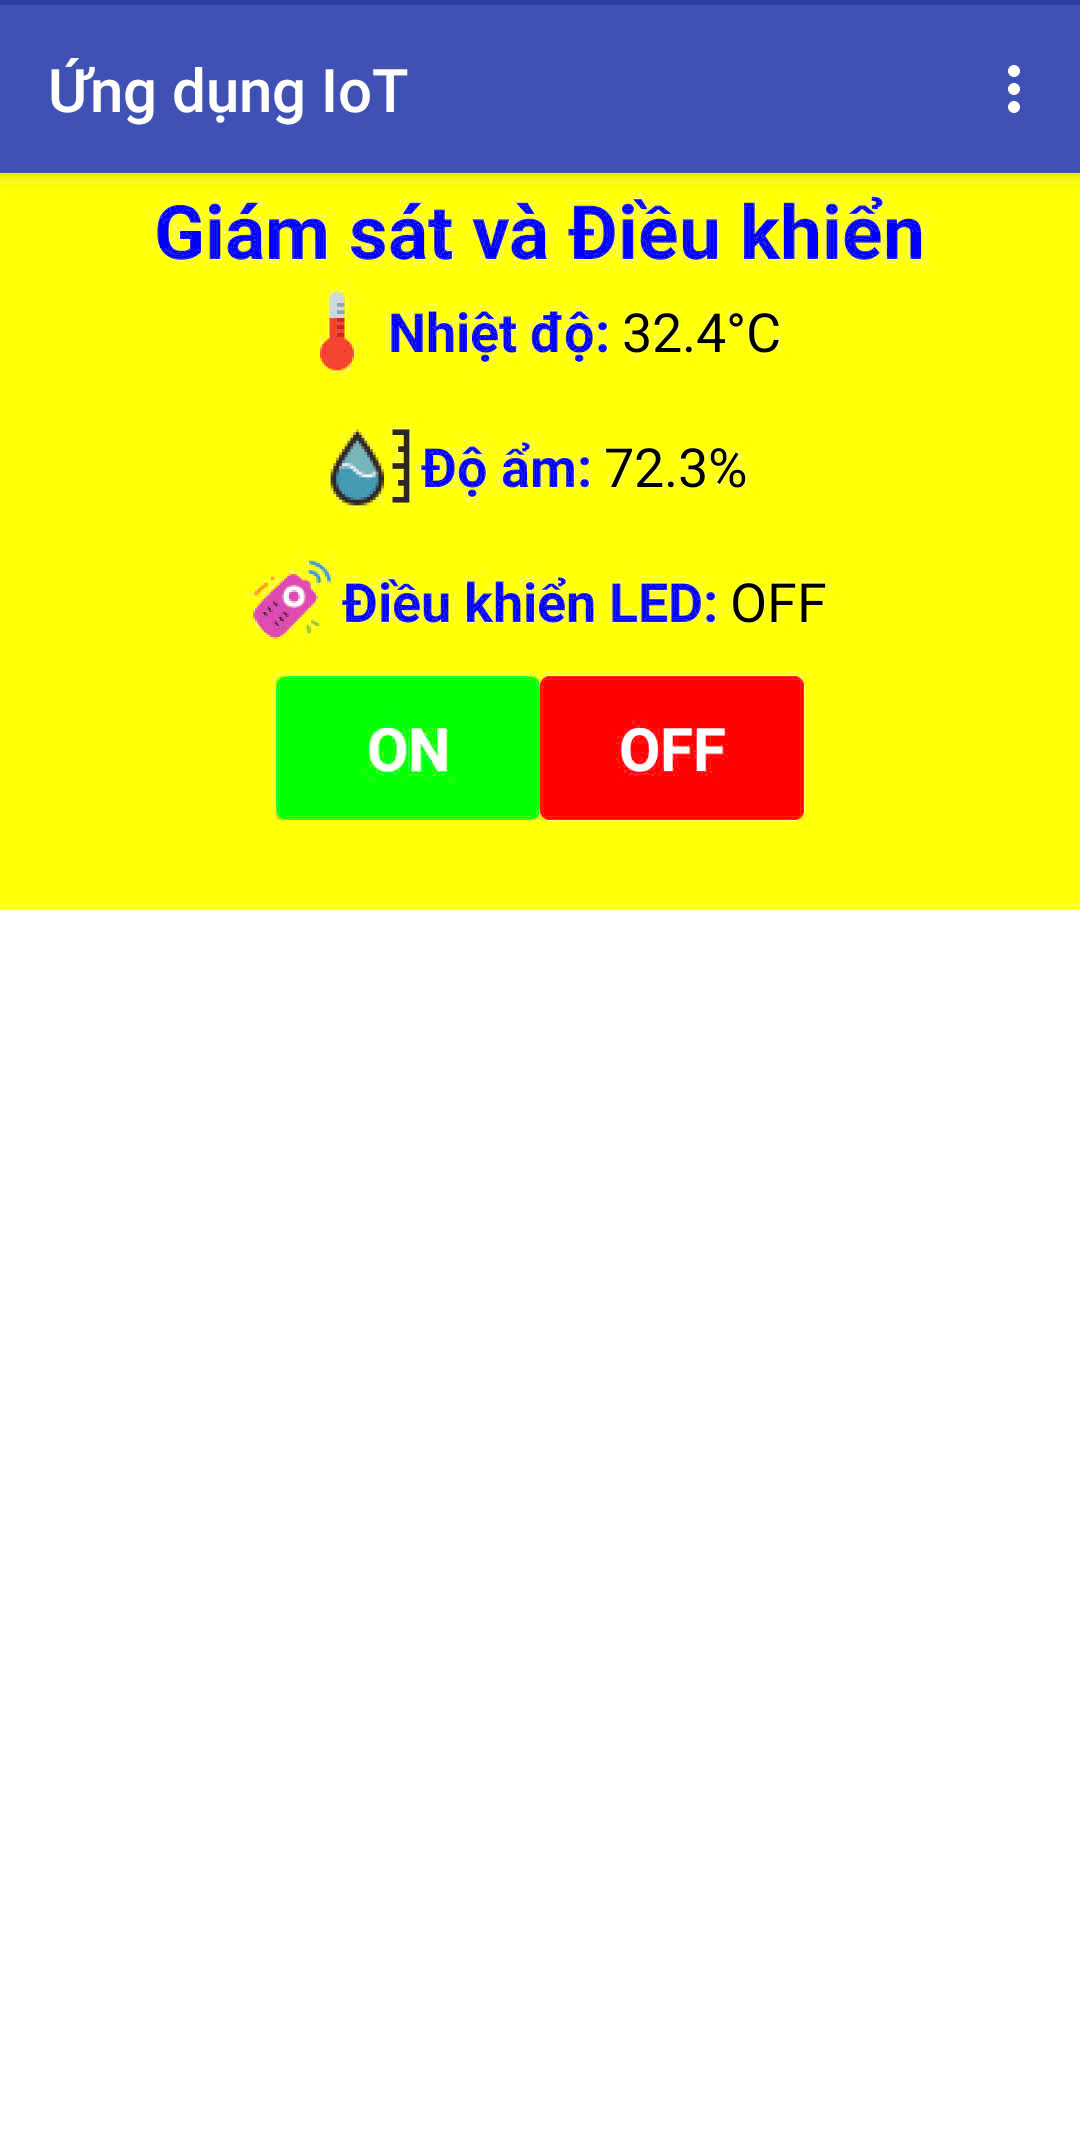 Ứng dụng IoT
Giám sát và Điều khiển
Nhiệt độ: 32.4°C
Độ ẩm: 72.3%
Điều khiển LED: OFF
ON OFF